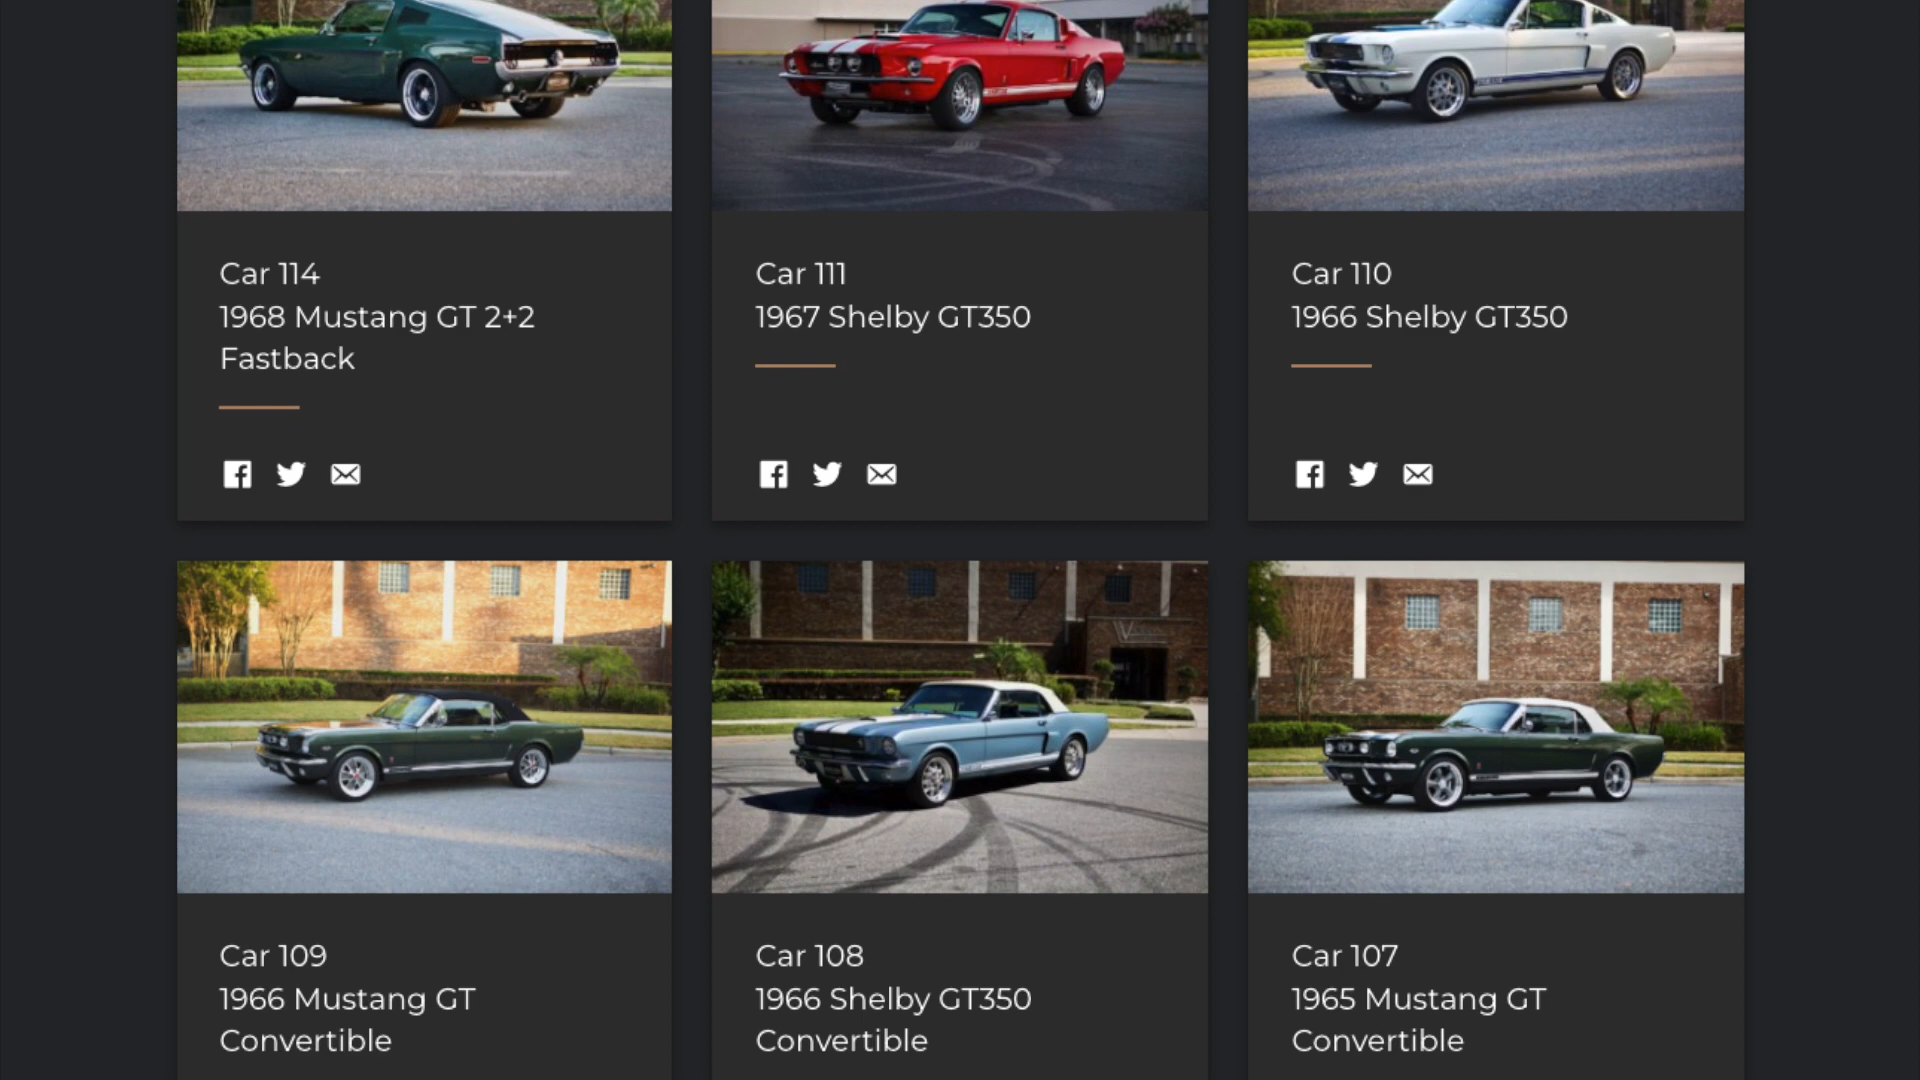 Car 114
1968 Mustang GT 2+2
Fastback
Car 111
1967 Shelby GT350
Car 110
1966 Shelby GT350
Car 109
1966 Mustang GT
Convertible
Car 108
1966 Shelby GT350
Convertible
Car 107
1965 Mustang GT
Convertible